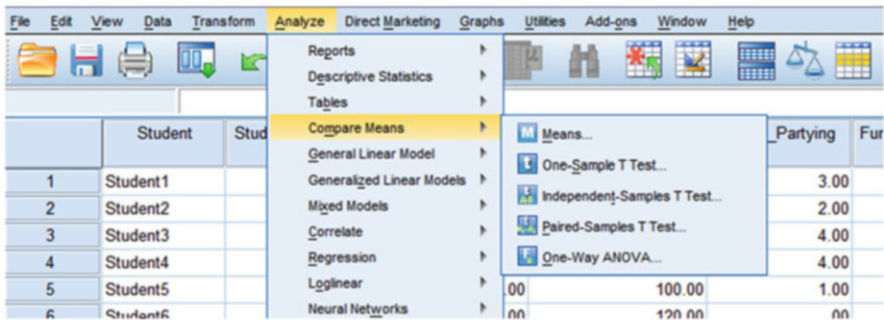 File Edit View Data Transform Analyze Direct Marketing Graphs Utilities Add-ons Window Help
Reports
Descriptive Statistics
Tables
Compare Means
General Linear Model
Generalized Linear Models
Mixed Models
Correlate
Regression
Loglinear
Neural Networks
M Means...
t One-Sample T Test...
Independent-Samples T Test...
Paired-Samples T Test...
One-Way ANOVA...
Student Stud _Partying Fur
1 Student1 3.00
2 Student2 2.00
3 Student3 4.00
4 Student4 4.00
5 Student5 .00 100.00 1.00
6 Student6 00 120.00 .00